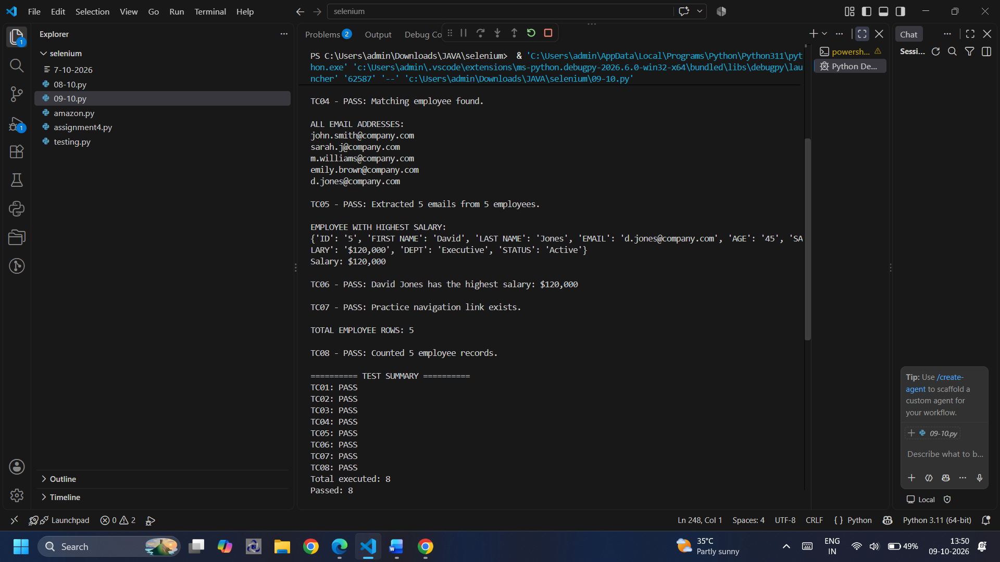 File Edit Selection View Go Run Terminal Help
selenium
Explorer
selenium
7-10-2026
08-10.py
09-10.py
amazon.py
assignment4.py
testing.py
Outline
Timeline
1
1
Problems 2 Output Debug Co
PS C:\Users\admin\Downloads\JAVA\selenium> & 'C:\Users\admin\AppData\Local\Programs\Python\Python311\pyt
hon.exe' 'c:\Users\admin\.vscode\extensions\ms-python.debugpy-2026.6.0-win32-x64\bundled\libs\debugpy\lau
ncher' '62587' '--' 'c:\Users\admin\Downloads\JAVA\selenium\09-10.py'
TC04 - PASS: Matching employee found.
ALL EMAIL ADDRESSES:
john.smith@company.com
sarah.j@company.com
m.williams@company.com
emily.brown@company.com
d.jones@company.com
TC05 - PASS: Extracted 5 emails from 5 employees.
EMPLOYEE WITH HIGHEST SALARY:
{'ID': '5', 'FIRST NAME': 'David', 'LAST NAME': 'Jones', 'EMAIL': 'd.jones@company.com', 'AGE': '45', 'SA
LARY': '$120,000', 'DEPT': 'Executive', 'STATUS': 'Active'}
Salary: $120,000
TC06 - PASS: David Jones has the highest salary: $120,000
TC07 - PASS: Practice navigation link exists.
TOTAL EMPLOYEE ROWS: 5
TC08 - PASS: Counted 5 employee records.
========== TEST SUMMARY ==========
TC01: PASS
TC02: PASS
TC03: PASS
TC04: PASS
TC05: PASS
TC06: PASS
TC07: PASS
TC08: PASS
Total executed: 8
Passed: 8
powersh...
Python De...
Chat
Sessi...
Tip: Use /create-
agent to scaffold a
custom agent for
your workflow.
09-10.py
Describe what to b...
Local
Launchpad 0 2 Ln 248, Col 1 Spaces: 4 UTF-8 CRLF { } Python Python 3.11 (64-bit)
Search
35°C
Partly sunny
ENG
IN
49%
13:50
09-10-2026